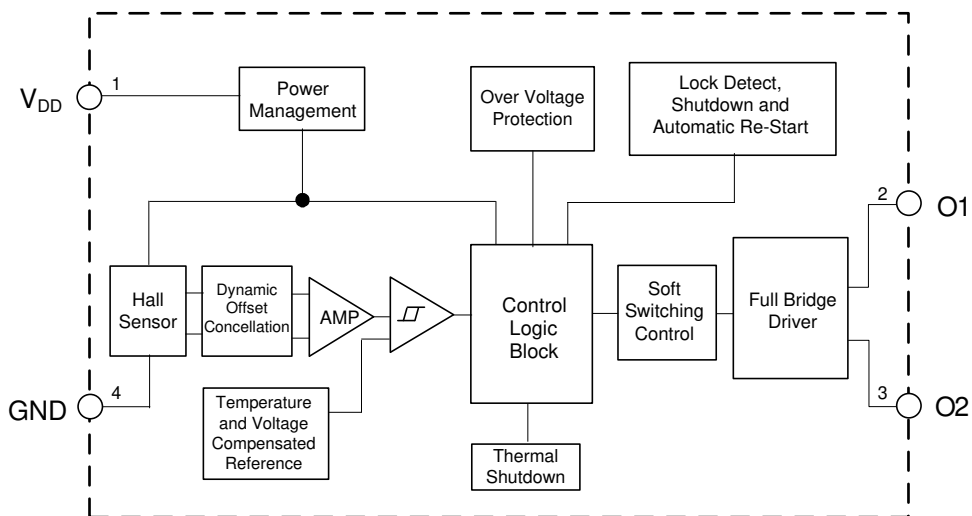 V_DD
1
Power
Management
Over Voltage
Protection
Lock Detect,
Shutdown and
Automatic Re-Start
2
O1
Hall
Sensor
Dynamic
Offset
Concellation
AMP
Control
Logic
Block
Soft
Switching
Control
Full Bridge
Driver
GND
4
Temperature
and Voltage
Compensated
Reference
Thermal
Shutdown
3
O2